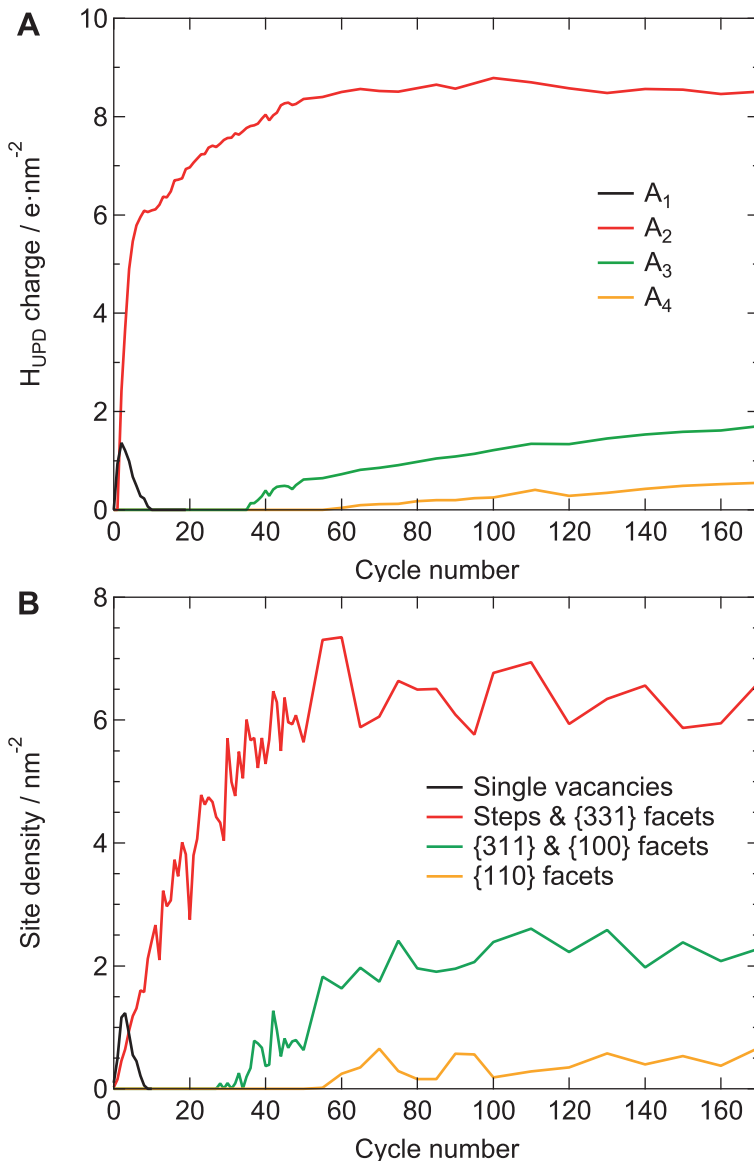 A
10
8
6
4
2
0
H_UPD charge / e·nm⁻²
A₁
A₂
A₃
A₄
0 20 40 60 80 100 120 140 160
Cycle number
B
8
6
4
2
0
Site density / nm⁻²
Single vacancies
Steps & {331} facets
{311} & {100} facets
{110} facets
0 20 40 60 80 100 120 140 160
Cycle number